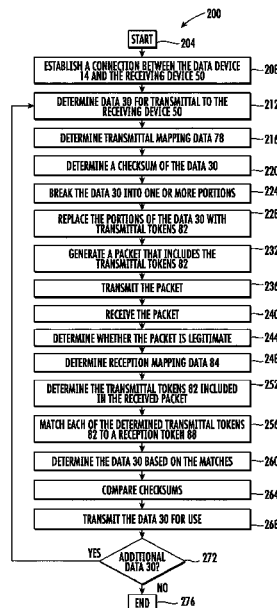 200
START
204
ESTABLISH A CONNECTION BETWEEN THE DATA DEVICE
14 AND THE RECEIVING DEVICE 50
208
DETERMINE DATA 30 FOR TRANSMITTAL TO THE
RECEIVING DEVICE 50
212
DETERMINE TRANSMITTAL MAPPING DATA 78
216
DETERMINE A CHECKSUM OF THE DATA 30
220
BREAK THE DATA 30 INTO ONE OR MORE PORTIONS
224
REPLACE THE PORTIONS OF THE DATA 30 WITH
TRANSMITTAL TOKENS 82
228
GENERATE A PACKET THAT INCLUDES THE
TRANSMITTAL TOKENS 82
232
TRANSMIT THE PACKET
236
RECEIVE THE PACKET
240
DETERMINE WHETHER THE PACKET IS LEGITIMATE
244
DETERMINE RECEPTION MAPPING DATA 84
248
DETERMINE THE TRANSMITTAL TOKENS 82 INCLUDED
IN THE RECEIVED PACKET
252
MATCH EACH OF THE DETERMINED TRANSMITTAL TOKENS
82 TO A RECEPTION TOKEN 88
256
DETERMINE THE DATA 30 BASED ON THE MATCHES
260
COMPARE CHECKSUMS
264
TRANSMIT THE DATA 30 FOR USE
268
YES
ADDITIONAL
DATA 30?
272
NO
END
276